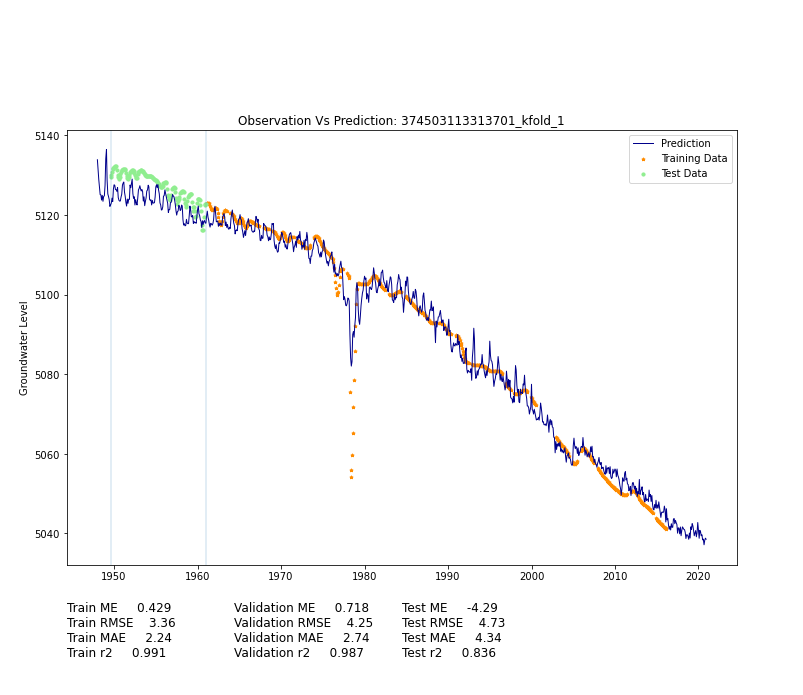 Observation Vs Prediction: 374503113313701_kfold_1
Prediction
Training Data
Test Data
Groundwater Level
5140
5120
5100
5080
5060
5040
1950 1960 1970 1980 1990 2000 2010 2020
Train ME 0.429 Validation ME 0.718 Test ME -4.29
Train RMSE 3.36 Validation RMSE 4.25 Test RMSE 4.73
Train MAE 2.24 Validation MAE 2.74 Test MAE 4.34
Train r2 0.991 Validation r2 0.987 Test r2 0.836